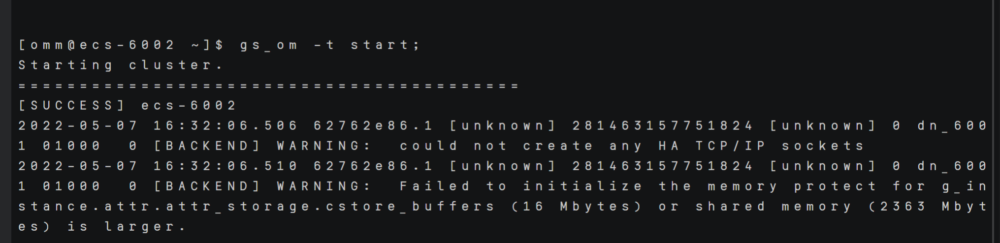 [omm@ecs-6002 ~]$ gs_om -t start;
Starting cluster.
=========================================
[SUCCESS] ecs-6002
2022-05-07 16:32:06.506 62762e86.1 [unknown] 281463157751824 [unknown] 0 dn_600
1 01000  0 [BACKEND] WARNING:  could not create any HA TCP/IP sockets
2022-05-07 16:32:06.510 62762e86.1 [unknown] 281463157751824 [unknown] 0 dn_600
1 01000  0 [BACKEND] WARNING:  Failed to initialize the memory protect for g_in
stance.attr.attr_storage.cstore_buffers (16 Mbytes) or shared memory (2363 Mbyt
es) is larger.